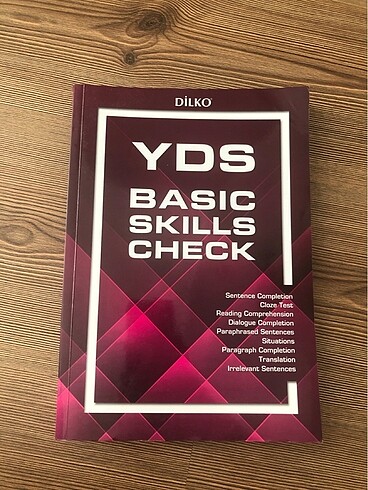 DİLKO
YDS
BASIC
SKILLS
CHECK
Sentence Completion
Cloze Test
Reading Comprehension
Dialogue Completion
Paraphrased Sentences
Situations
Paragraph Completion
Translation
Irrelevant Sentences